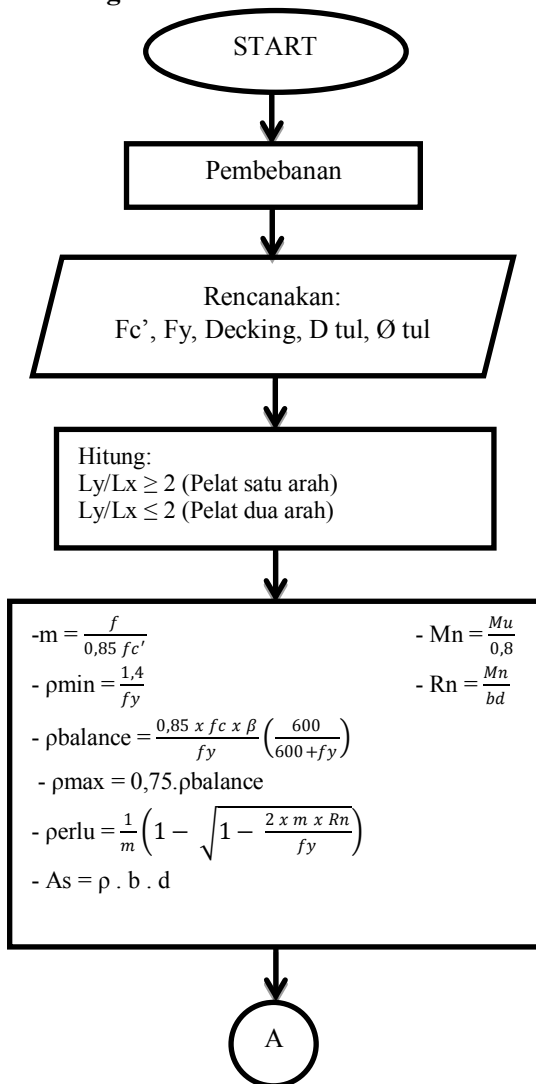 START
Pembebanan
Rencanakan:
Fc’, Fy, Decking, D tul, Ø tul
Hitung:
Ly/Lx ≥ 2 (Pelat satu arah)
Ly/Lx ≤ 2 (Pelat dua arah)
-m = f / 0,85 fc′
- Mn = Mu / 0,8
- ρmin = 1,4 / fy
- Rn = Mn / bd
- ρbalance = 0,85 x fc x β / fy (600 / 600+fy)
- ρmax = 0,75.ρbalance
- ρerlu = 1/m (1 − √(1 − 2 x m x Rn / fy))
- As = ρ . b . d
A